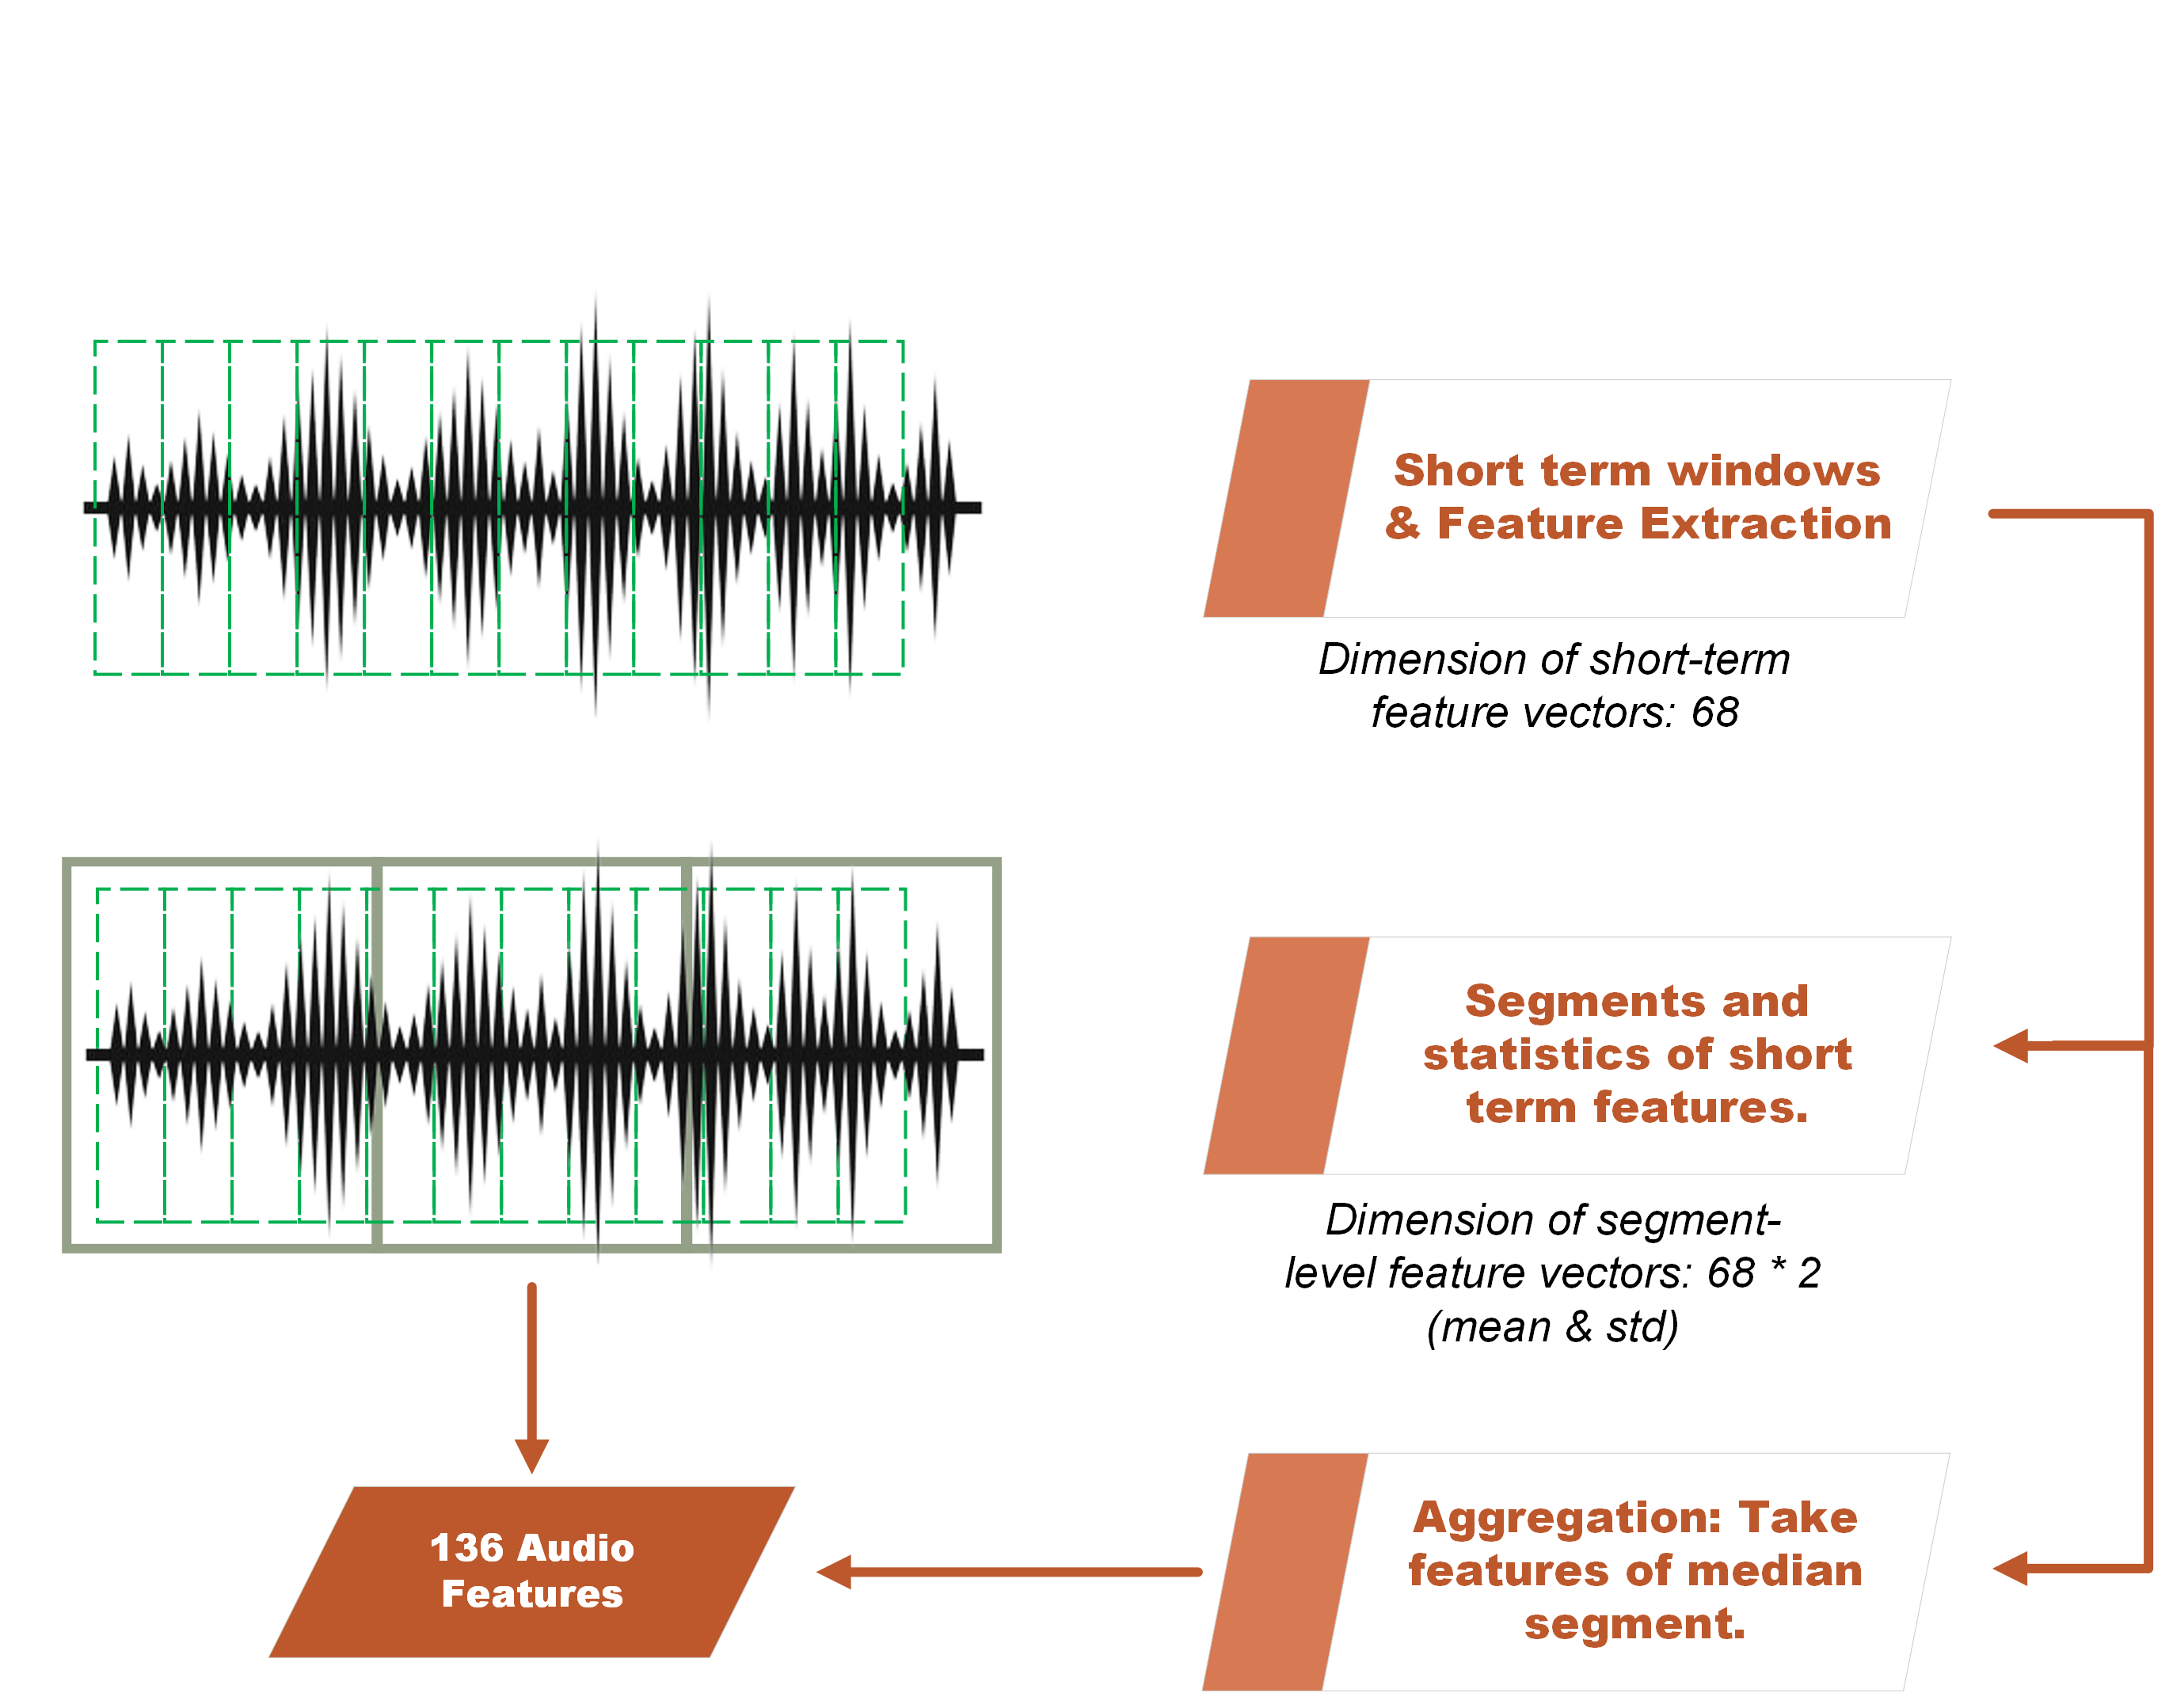 Short term windows
& Feature Extraction
Dimension of short-term
feature vectors: 68
Segments and
statistics of short
term features.
Dimension of segment-
level feature vectors: 68 * 2
(mean & std)
136 Audio
Features
Aggregation: Take
features of median
segment.